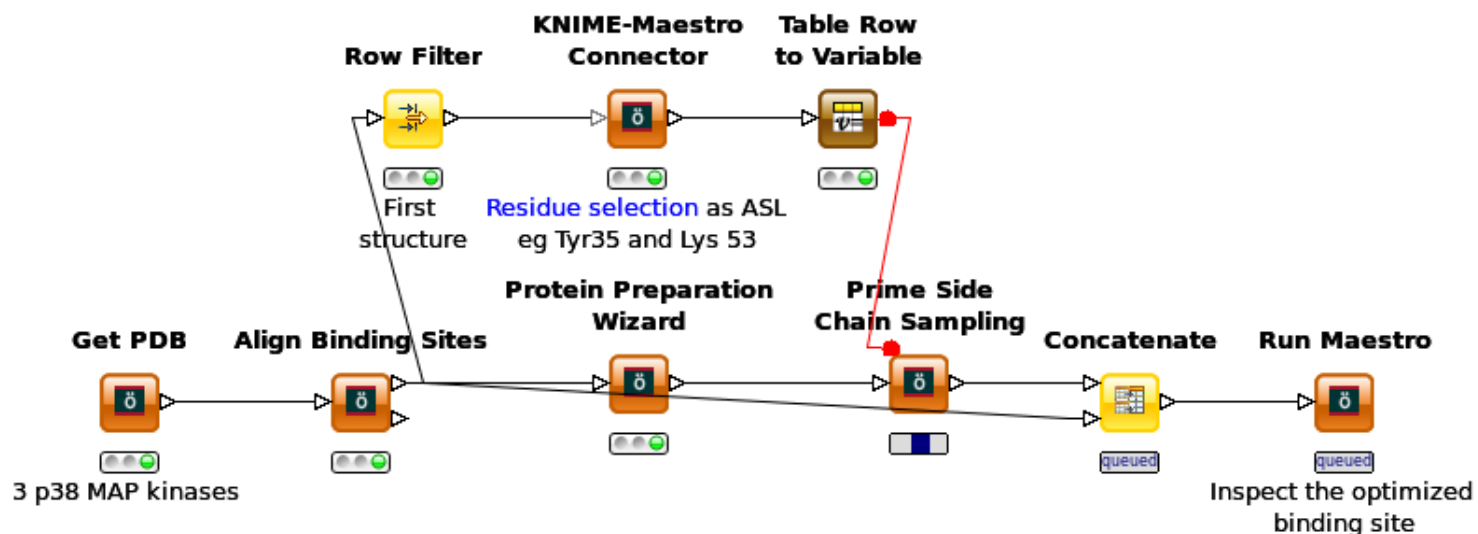 KNIME-Maestro
Connector
Table Row
to Variable
Row Filter
ö
v=
First
structure
Residue selection as ASL
eg Tyr35 and Lys 53
Protein Preparation
Wizard
Prime Side
Chain Sampling
Get PDB
Align Binding Sites
Concatenate
Run Maestro
ö
ö
ö
ö
ö
queued
queued
3 p38 MAP kinases
Inspect the optimized
binding site